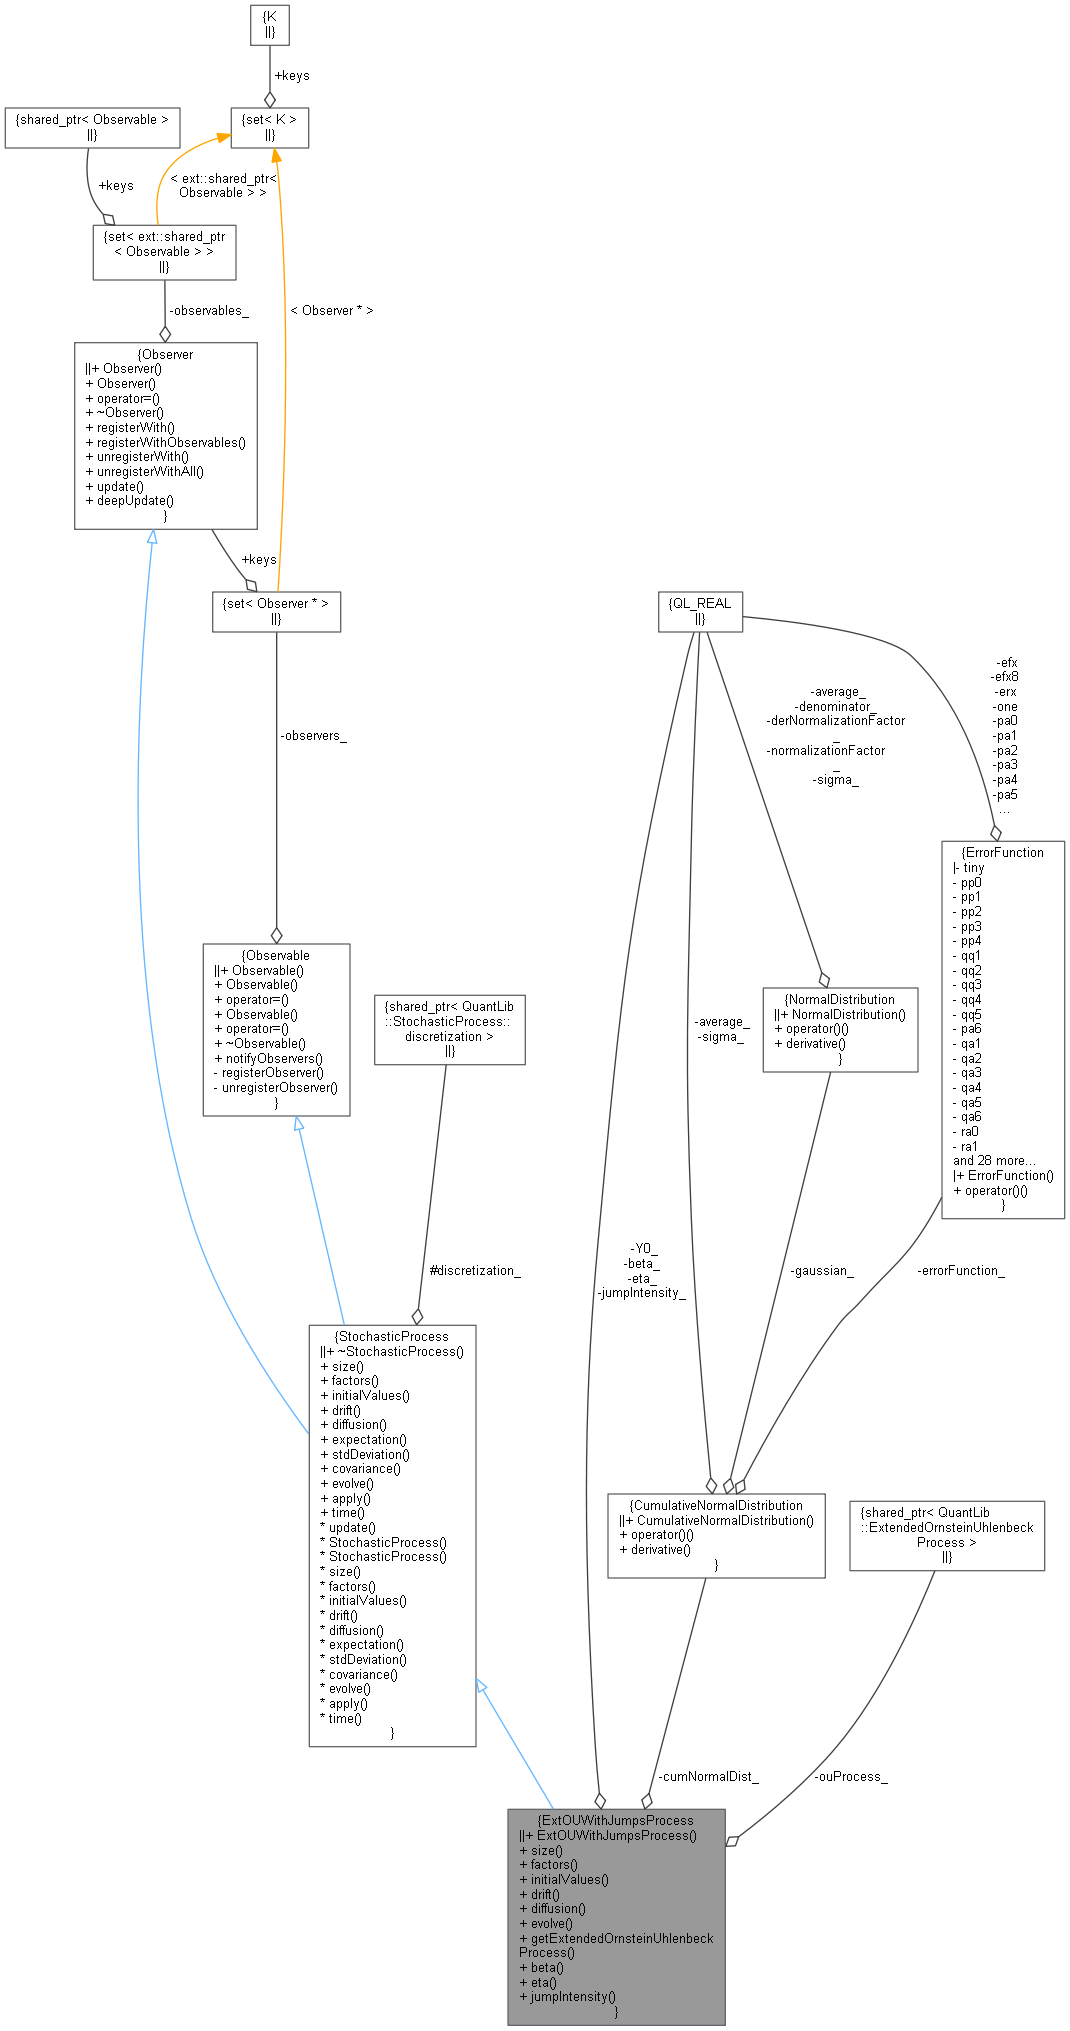 {K
||}
+keys
{shared_ptr< Observable >
||}
{set< K >
||}
+keys
< ext::shared_ptr<
Observable > >
{set< ext::shared_ptr
< Observable > >
||}
-observables_
< Observer * >
{Observer
||+ Observer()
+ Observer()
+ operator=()
+ ~Observer()
+ registerWith()
+ registerWithObservables()
+ unregisterWith()
+ unregisterWithAll()
+ update()
+ deepUpdate()
}
+keys
{set< Observer * >
||}
-observers_
{QL_REAL
||}
-average_
-denominator_
-derNormalizationFactor
_
-normalizationFactor
_
-sigma_
-efx
-efx8
-erx
-one
-pa0
-pa1
-pa2
-pa3
-pa4
-pa5
...
{ErrorFunction
|- tiny
- pp0
- pp1
- pp2
- pp3
- pp4
- qq1
- qq2
- qq3
- qq4
- qq5
- pa6
- qa1
- qa2
- qa3
- qa4
- qa5
- qa6
- ra0
- ra1
and 28 more...
|+ ErrorFunction()
+ operator()()
}
{Observable
||+ Observable()
+ Observable()
+ operator=()
+ Observable()
+ operator=()
+ ~Observable()
+ notifyObservers()
- registerObserver()
- unregisterObserver()
}
{shared_ptr< QuantLib
::StochasticProcess::
discretization >
||}
-average_
-sigma_
{NormalDistribution
||+ NormalDistribution()
+ operator()()
+ derivative()
}
#discretization_
-Y0_
-beta_
-eta_
-jumpIntensity_
-gaussian_
-errorFunction_
{StochasticProcess
||+ ~StochasticProcess()
+ size()
+ factors()
+ initialValues()
+ drift()
+ diffusion()
+ expectation()
+ stdDeviation()
+ covariance()
+ evolve()
+ apply()
+ time()
* update()
* StochasticProcess()
* StochasticProcess()
* size()
* factors()
* initialValues()
* drift()
* diffusion()
* expectation()
* stdDeviation()
* covariance()
* evolve()
* apply()
* time()
}
{CumulativeNormalDistribution
||+ CumulativeNormalDistribution()
+ operator()()
+ derivative()
}
{shared_ptr< QuantLib
::ExtendedOrnsteinUhlenbeck
Process >
||}
-cumNormalDist_
-ouProcess_
{ExtOUWithJumpsProcess
||+ ExtOUWithJumpsProcess()
+ size()
+ factors()
+ initialValues()
+ drift()
+ diffusion()
+ evolve()
+ getExtendedOrnsteinUhlenbeck
Process()
+ beta()
+ eta()
+ jumpIntensity()
}